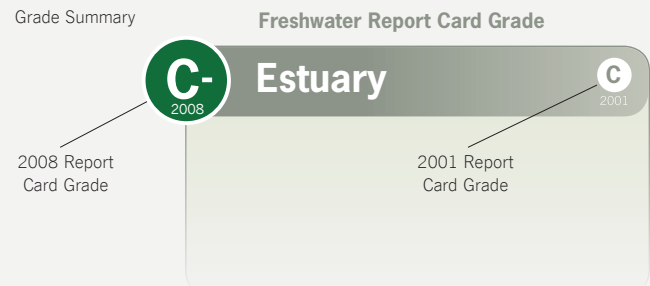 Grade Summary
Freshwater Report Card Grade
C-
2008
Estuary
C
2001
2008 Report
Card Grade
2001 Report
Card Grade